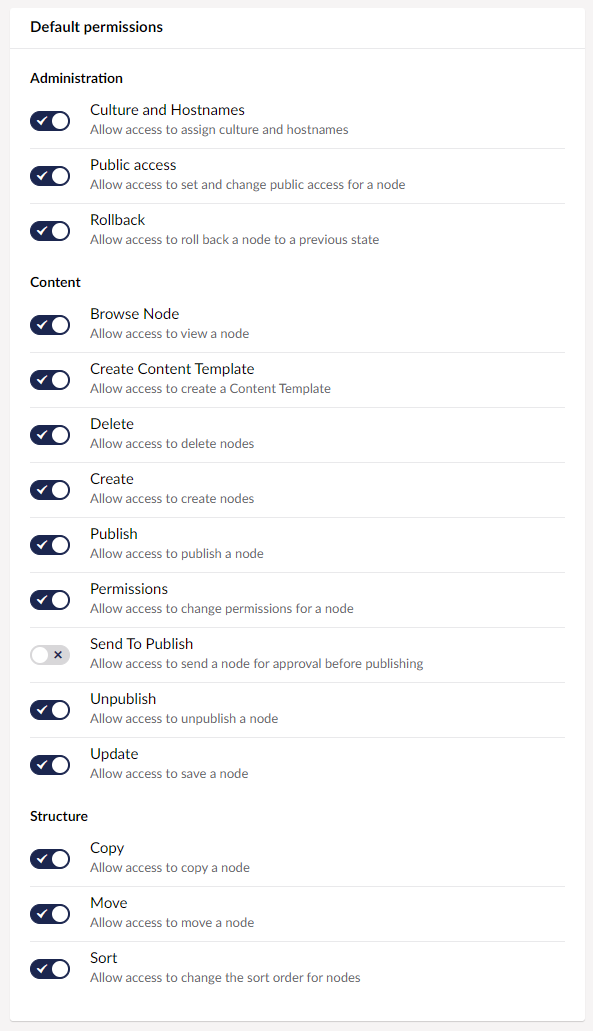 Default permissions
Administration
Culture and Hostnames
Allow access to assign culture and hostnames
Public access
Allow access to set and change public access for a node
Rollback
Allow access to roll back a node to a previous state
Content
Browse Node
Allow access to view a node
Create Content Template
Allow access to create a Content Template
Delete
Allow access to delete nodes
Create
Allow access to create nodes
Publish
Allow access to publish a node
Permissions
Allow access to change permissions for a node
Send To Publish
Allow access to send a node for approval before publishing
Unpublish
Allow access to unpublish a node
Update
Allow access to save a node
Structure
Copy
Allow access to copy a node
Move
Allow access to move a node
Sort
Allow access to change the sort order for nodes